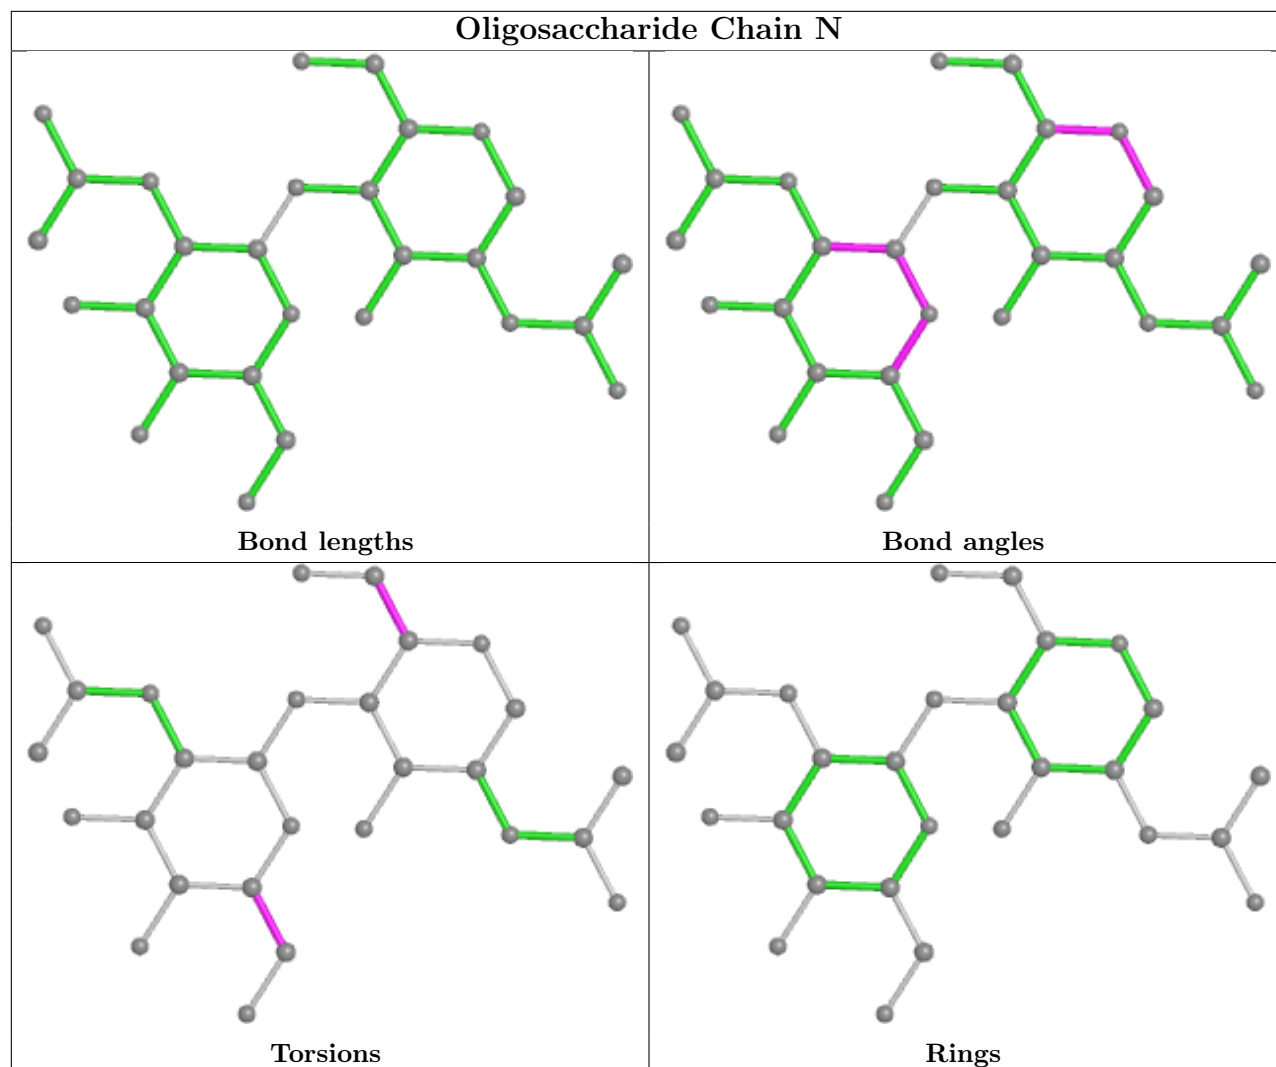 Oligosaccharide Chain N
Bond lengths
Bond angles
Torsions
Rings